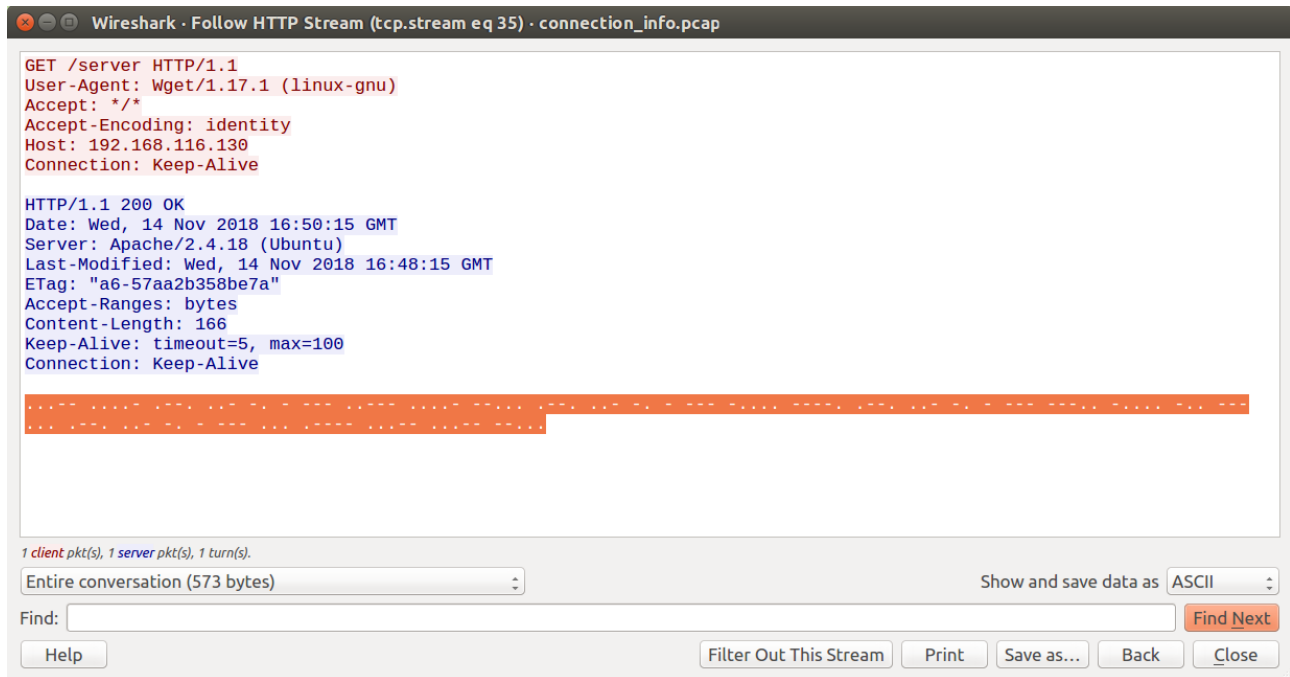 Wireshark · Follow HTTP Stream (tcp.stream eq 35) · connection_info.pcap
GET /server HTTP/1.1
User-Agent: Wget/1.17.1 (linux-gnu)
Accept: */*
Accept-Encoding: identity
Host: 192.168.116.130
Connection: Keep-Alive
HTTP/1.1 200 OK
Date: Wed, 14 Nov 2018 16:50:15 GMT
Server: Apache/2.4.18 (Ubuntu)
Last-Modified: Wed, 14 Nov 2018 16:48:15 GMT
ETag: "a6-57aa2b358be7a"
Accept-Ranges: bytes
Content-Length: 166
Keep-Alive: timeout=5, max=100
Connection: Keep-Alive
...-- ....- .--. ..- -. - --- ..--- ....- --... .--. ..- -. - --- -.... ----. .--. ..- -. - --- ---.. -.... -.. ---
... .--. ..- -. - --- ... .---- ...-- ...-- --...
1 client pkt(s), 1 server pkt(s), 1 turn(s).
Entire conversation (573 bytes) Show and save data as ASCII
Find: Find Next
Help Filter Out This Stream Print Save as... Back Close